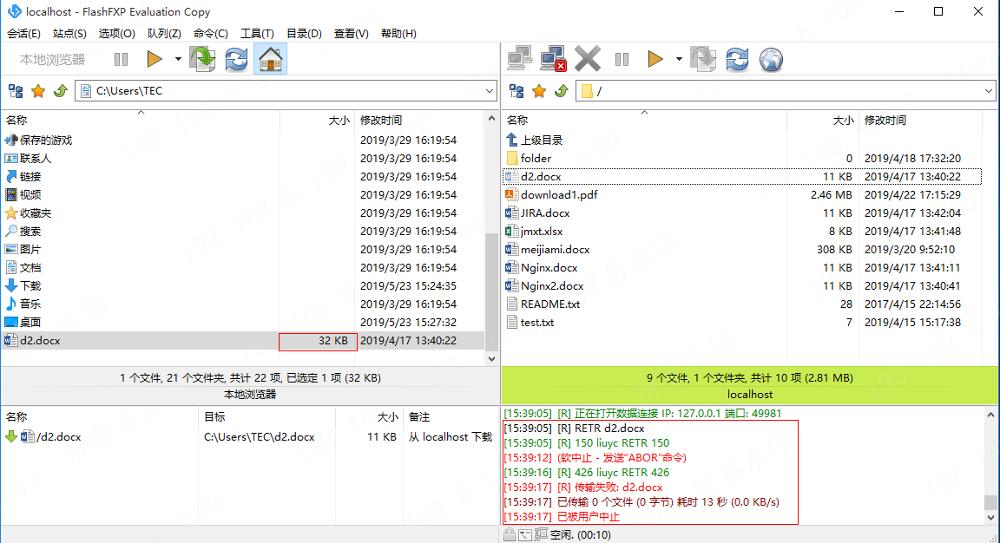 localhost - FlashFXP Evaluation Copy
会话(E) 站点(S) 选项(O) 队列(Z) 命令(C) 工具(T) 目录(D) 查看(V) 帮助(H)
本地浏览器
C:\Users\TEC
名称 大小 修改时间
保存的游戏 2019/3/29 16:19:54
联系人 2019/3/29 16:19:54
链接 2019/3/29 16:19:54
视频 2019/3/29 16:19:54
收藏夹 2019/3/29 16:19:54
搜索 2019/3/29 16:19:54
图片 2019/3/29 16:19:54
文档 2019/3/29 16:19:54
下载 2019/5/23 15:24:35
音乐 2019/3/29 16:19:54
桌面 2019/5/23 15:27:32
d2.docx 32 KB 2019/4/17 13:40:22
1 个文件, 21 个文件夹, 共计 22 项, 已选定 1 项 (32 KB)
本地浏览器
/
名称 大小 修改时间
上级目录
folder 0 2019/4/18 17:32:20
d2.docx 11 KB 2019/4/17 13:40:22
download1.pdf 2.46 MB 2019/4/22 17:15:29
JIRA.docx 11 KB 2019/4/17 13:42:04
jmxt.xlsx 8 KB 2019/4/17 13:41:48
meijiami.docx 308 KB 2019/3/20 9:52:10
Nginx.docx 11 KB 2019/4/17 13:41:11
Nginx2.docx 11 KB 2019/4/17 13:40:41
README.txt 28 2017/4/15 22:14:56
test.txt 7 2019/4/15 15:17:38
9 个文件, 1 个文件夹, 共计 10 项 (2.81 MB)
localhost
名称 目标 大小 备注
/d2.docx C:\Users\TEC\d2.docx 11 KB 从 localhost 下载
[15:39:05] [R] 正在打开数据连接 IP: 127.0.0.1 端口: 49981
[15:39:05] [R] RETR d2.docx
[15:39:05] [R] 150 liuyc RETR 150
[15:39:12] (软中止 - 发送"ABOR"命令)
[15:39:16] [R] 426 liuyc RETR 426
[15:39:17] [R] 传输失败: d2.docx
[15:39:17] 已传输 0 个文件 (0 字节) 耗时 13 秒 (0.0 KB/s)
[15:39:17] 已被用户中止
空闲. (00:10)